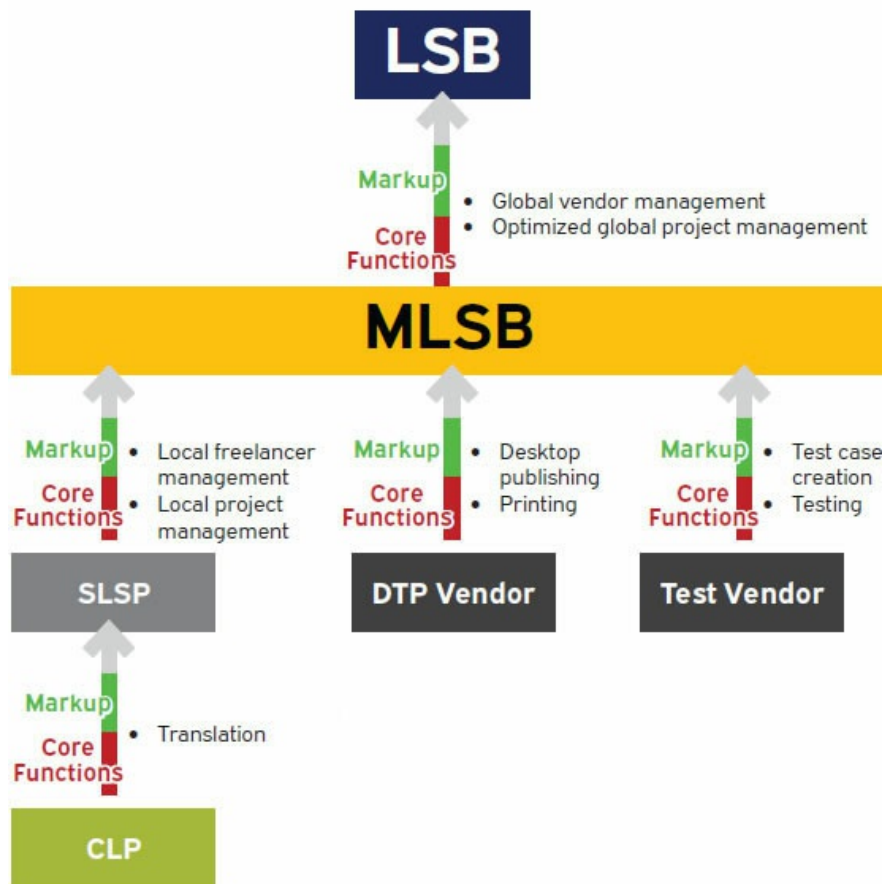 LSB
Markup
Core
Functions
• Global vendor management
• Optimized global project management
MLSB
Markup
Core
Functions
• Local freelancer
management
• Local project
management
Markup
Core
Functions
• Desktop
publishing
• Printing
Markup
Core
Functions
• Test case
creation
• Testing
SLSP
DTP Vendor
Test Vendor
Markup
Core
Functions
• Translation
CLP